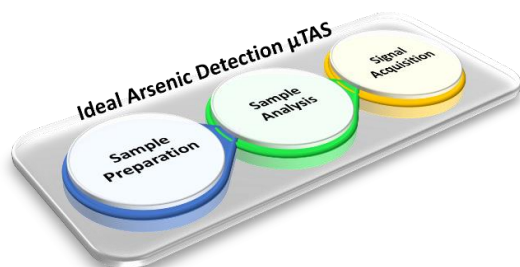 Ideal Arsenic Detection µTAS
Sample
Preparation
Sample
Analysis
Signal
Acquisition